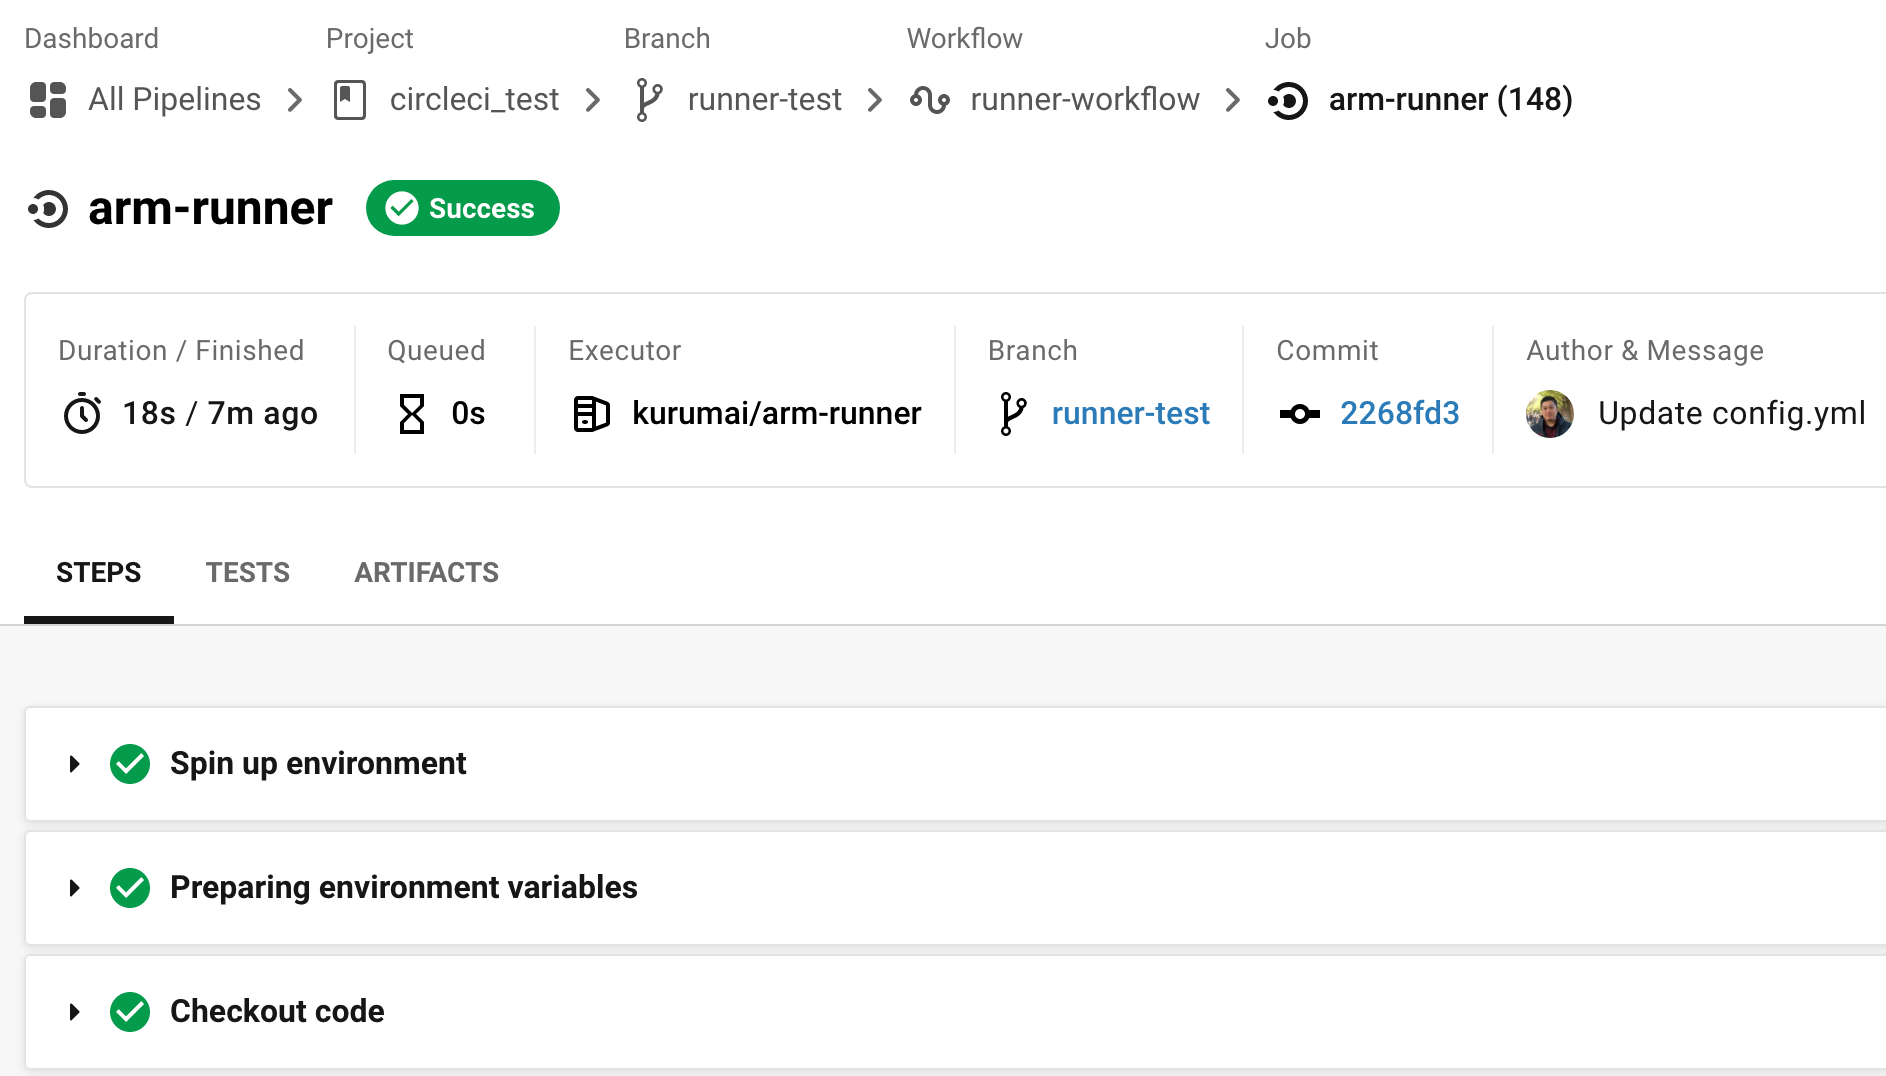 Dashboard Project Branch Workflow Job
All Pipelines circleci_test runner-test runner-workflow arm-runner (148)
arm-runner Success
Duration / Finished Queued Executor Branch Commit Author & Message
18s / 7m ago 0s kurumai/arm-runner runner-test 2268fd3 Update config.yml
STEPS TESTS ARTIFACTS
Spin up environment
Preparing environment variables
Checkout code